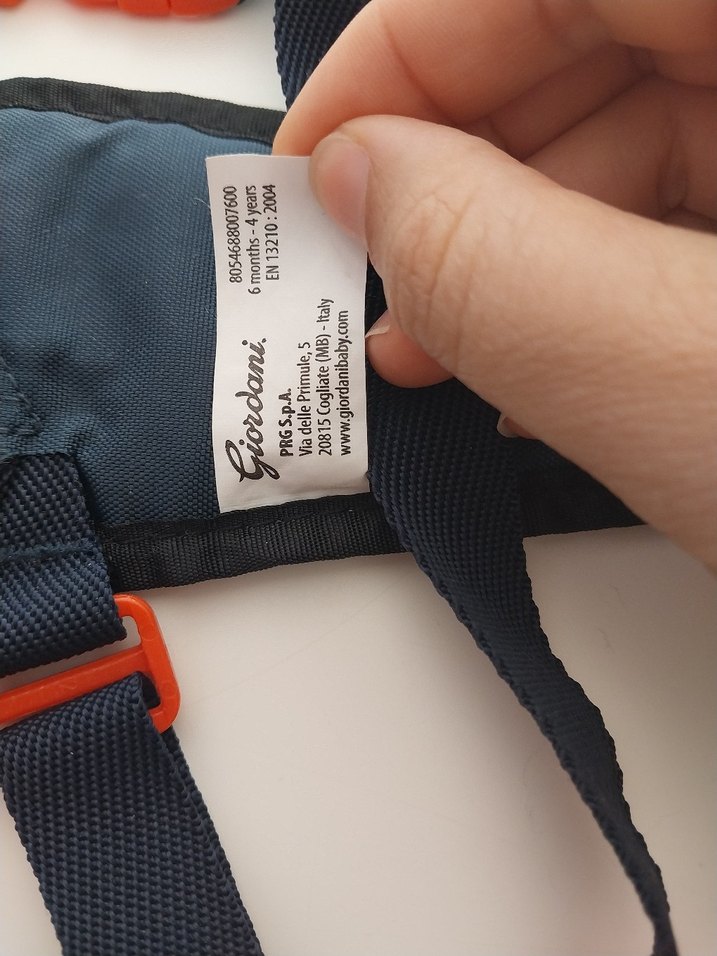 8054688007600
6 months - 4 years
EN 13210 : 2004
Giordani.
PRG S.p.A.
Via delle Primule, 5
20815 Cogliate (MB) - Italy
www.giordanibaby.com